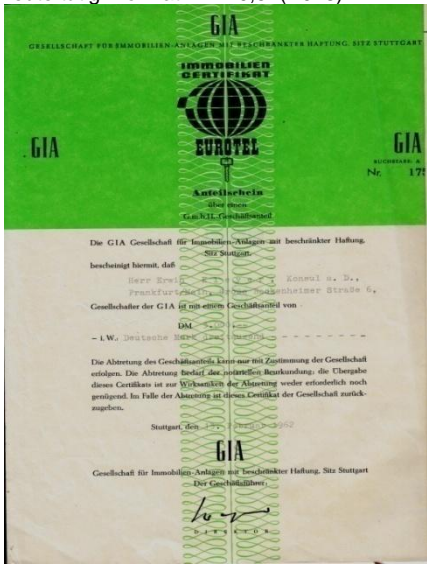 GIA
GESELLSCHAFT FÜR IMMOBILIEN-ANLAGEN MIT BESCHRÄNKTER HAFTUNG, SITZ STUTTGART
IMMOBILIEN
CERTIFIKAT
GIA
EUROTEL
GIA
BUCHSTABE: A
Nr. 175
Anteilschein
über einen
G.m.b.H.-Geschäftsanteil
Die GIA Gesellschaft für Immobilien-Anlagen mit beschränkter Haftung,
Sitz Stuttgart,
bescheinigt hiermit, daß
Herr Konsul a. D.,
Straße 6,
Gesellschafter der GIA ist mit einem Geschäftsanteil von
DM
– i. W. Deutsche Mark
Die Abtretung des Geschäftsanteils kann nur mit Zustimmung der Gesellschaft
erfolgen. Die Abtretung bedarf der notariellen Beurkundung; die Übergabe
dieses Certifikats ist zur Wirksamkeit der Abtretung weder erforderlich noch
genügend. Im Falle der Abtretung ist dieses Certifikat der Gesellschaft zurück-
zugeben.
Stuttgart, den Februar 1962
GIA
Gesellschaft für Immobilien-Anlagen mit beschränkter Haftung, Sitz Stuttgart
Der Geschäftsführer:
DIREKTOR